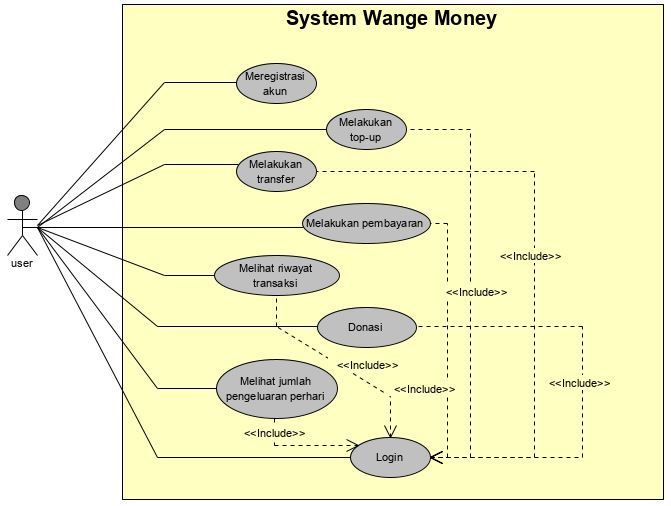 System Wange Money
Meregistrasi
akun
Melakukan
top-up
Melakukan
transfer
Melakukan pembayaran
user
<<Include>>
Melihat riwayat
transaksi
<<Include>>
Donasi
<<Include>>
<<Include>>
<<Include>>
Melihat jumlah
pengeluaran perhari
<<Include>>
Login